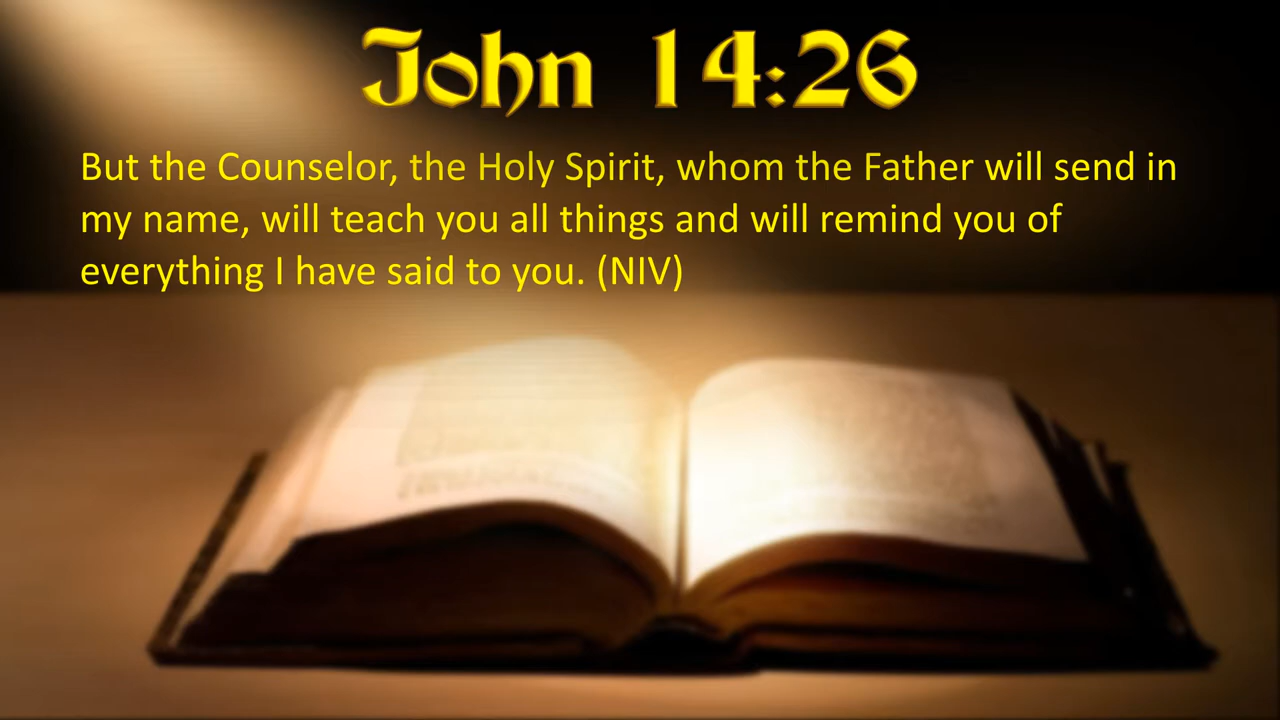 John 14:26
But the Counselor, the Holy Spirit, whom the Father will send in
my name, will teach you all things and will remind you of
everything I have said to you. (NIV)